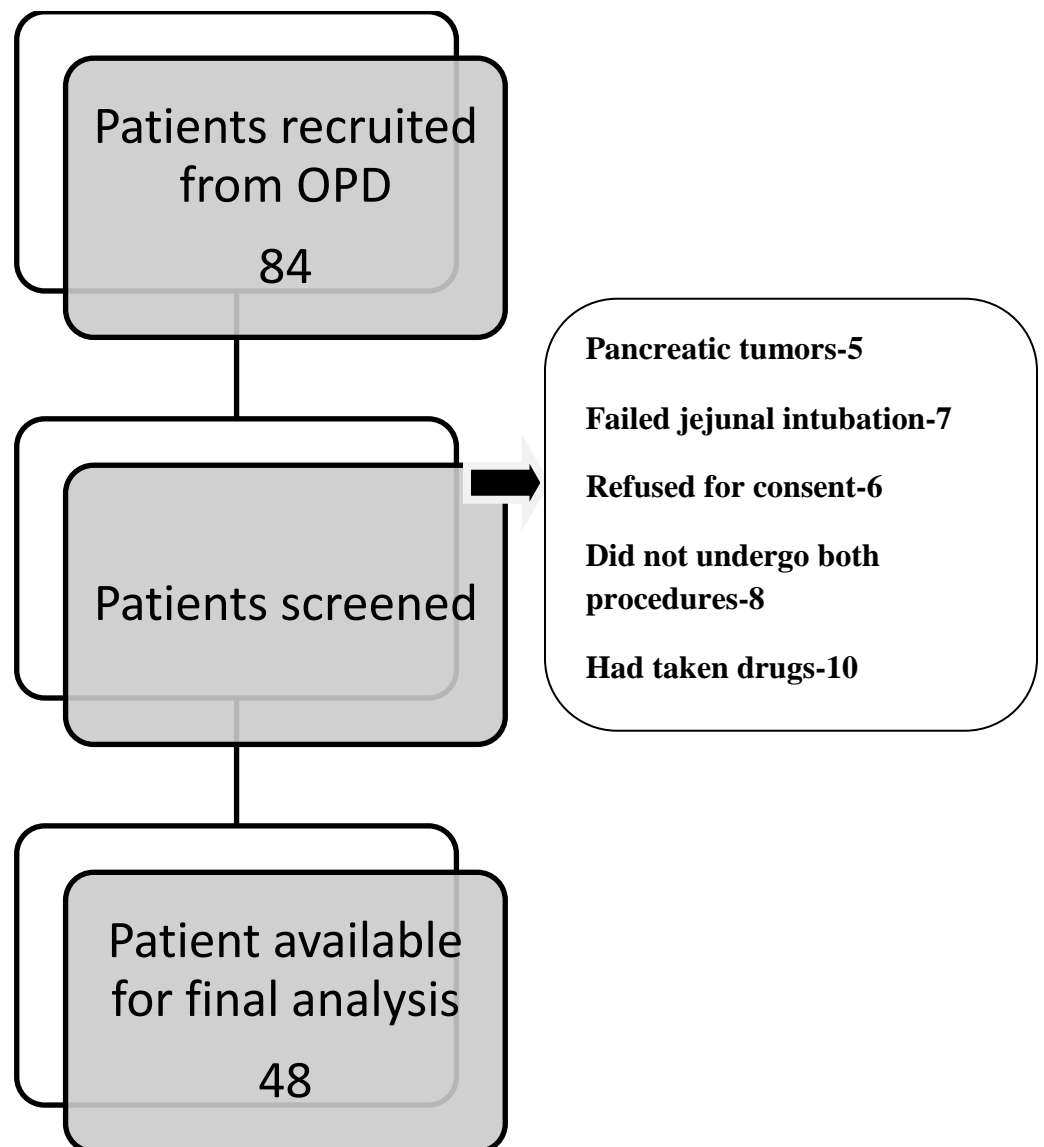 Patients recruited
from OPD
84
Patients screened
Pancreatic tumors-5
Failed jejunal intubation-7
Refused for consent-6
Did not undergo both
procedures-8
Had taken drugs-10
Patient available
for final analysis
48